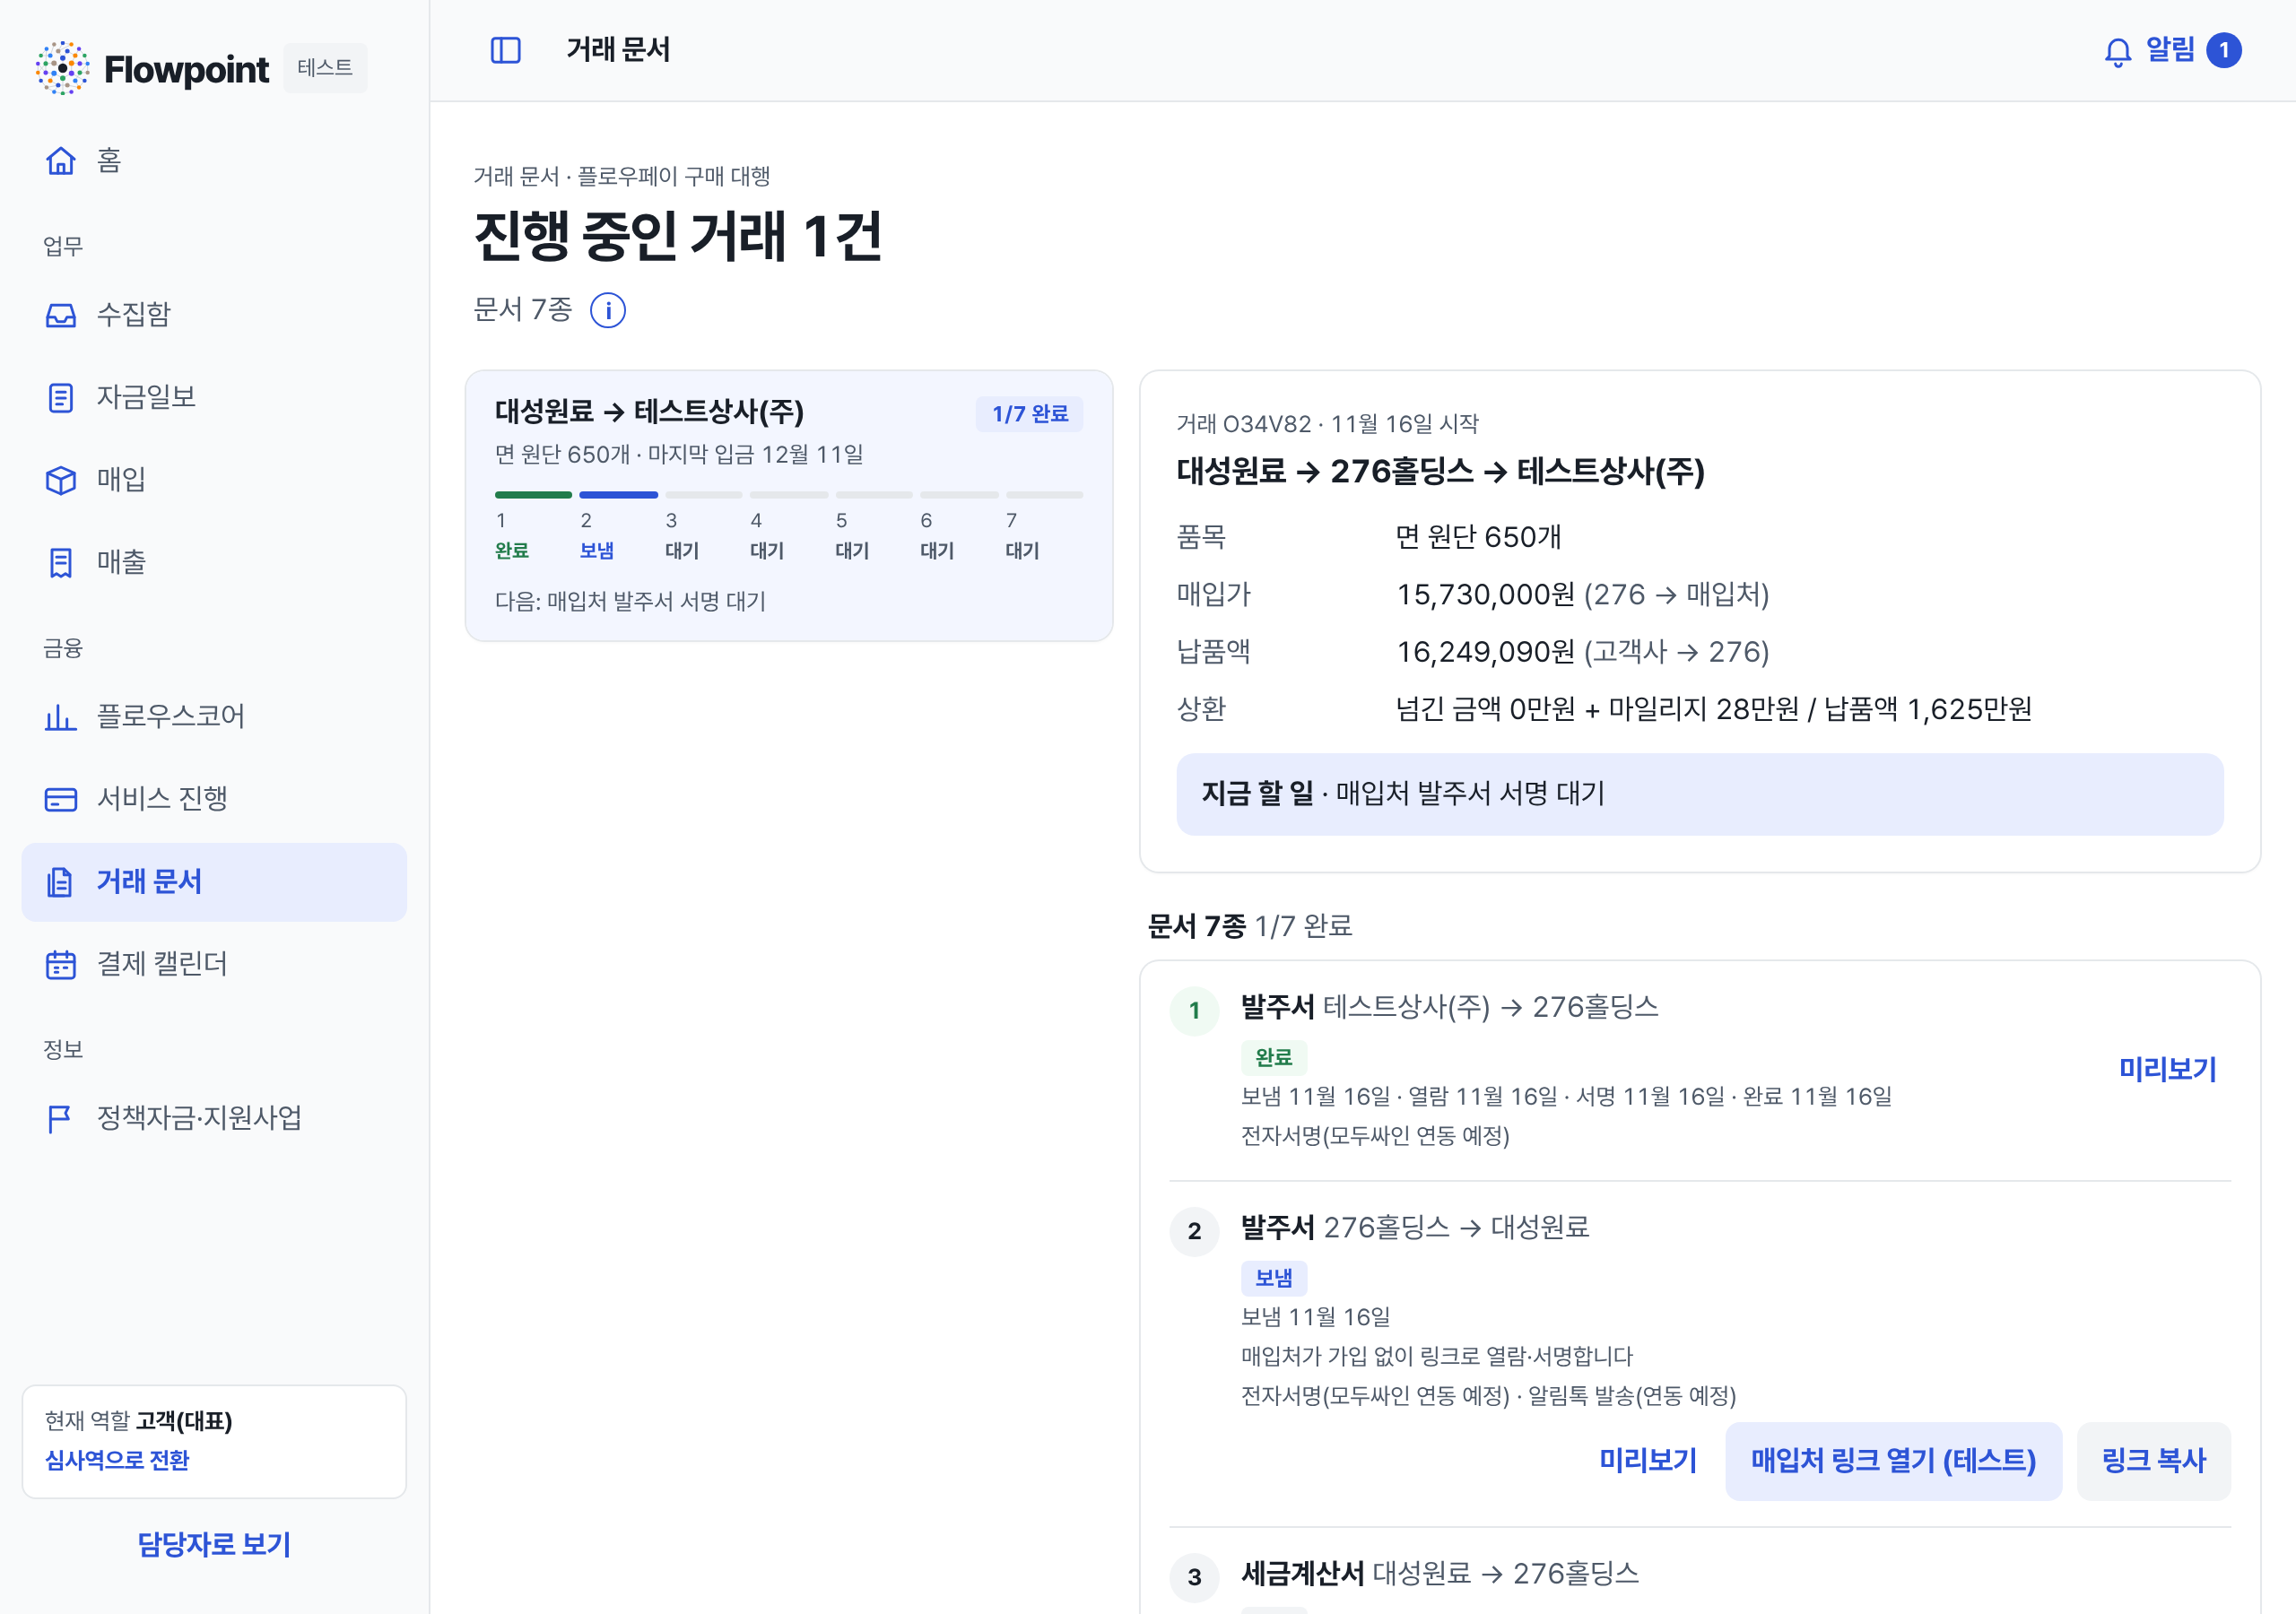 Flowpoint 테스트
홈
업무
수집함
자금일보
매입
매출
금융
플로우스코어
서비스 진행
거래 문서
결제 캘린더
정보
정책자금·지원사업
현재 역할 고객(대표)
심사역으로 전환
담당자로 보기
거래 문서
알림 1
거래 문서 · 플로우페이 구매 대행
진행 중인 거래 1건
문서 7종 i
대성원료 → 테스트상사(주) 1/7 완료
면 원단 650개 · 마지막 입금 12월 11일
1 2 3 4 5 6 7
완료 보냄 대기 대기 대기 대기 대기
다음: 매입처 발주서 서명 대기
거래 O34V82 · 11월 16일 시작
대성원료 → 276홀딩스 → 테스트상사(주)
품목 면 원단 650개
매입가 15,730,000원 (276 → 매입처)
납품액 16,249,090원 (고객사 → 276)
상환 넘긴 금액 0만원 + 마일리지 28만원 / 납품액 1,625만원
지금 할 일 · 매입처 발주서 서명 대기
문서 7종 1/7 완료
1 발주서 테스트상사(주) → 276홀딩스
완료
미리보기
보냄 11월 16일 · 열람 11월 16일 · 서명 11월 16일 · 완료 11월 16일
전자서명(모두싸인 연동 예정)
2 발주서 276홀딩스 → 대성원료
보냄
보냄 11월 16일
매입처가 가입 없이 링크로 열람·서명합니다
전자서명(모두싸인 연동 예정) · 알림톡 발송(연동 예정)
미리보기 매입처 링크 열기 (테스트) 링크 복사
3 세금계산서 대성원료 → 276홀딩스